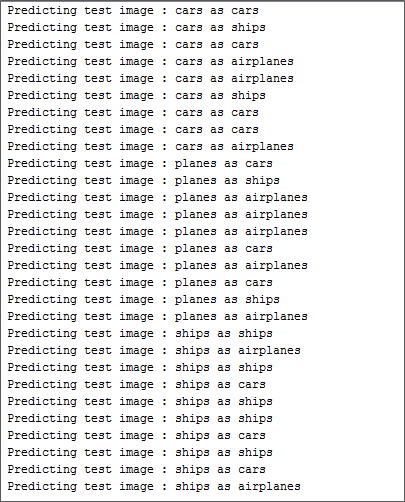 Predicting test image : cars as cars
Predicting test image : cars as ships
Predicting test image : cars as cars
Predicting test image : cars as airplanes
Predicting test image : cars as airplanes
Predicting test image : cars as ships
Predicting test image : cars as cars
Predicting test image : cars as cars
Predicting test image : cars as airplanes
Predicting test image : planes as cars
Predicting test image : planes as ships
Predicting test image : planes as airplanes
Predicting test image : planes as airplanes
Predicting test image : planes as airplanes
Predicting test image : planes as cars
Predicting test image : planes as airplanes
Predicting test image : planes as cars
Predicting test image : planes as ships
Predicting test image : planes as airplanes
Predicting test image : ships as ships
Predicting test image : ships as airplanes
Predicting test image : ships as ships
Predicting test image : ships as cars
Predicting test image : ships as ships
Predicting test image : ships as ships
Predicting test image : ships as cars
Predicting test image : ships as ships
Predicting test image : ships as cars
Predicting test image : ships as airplanes